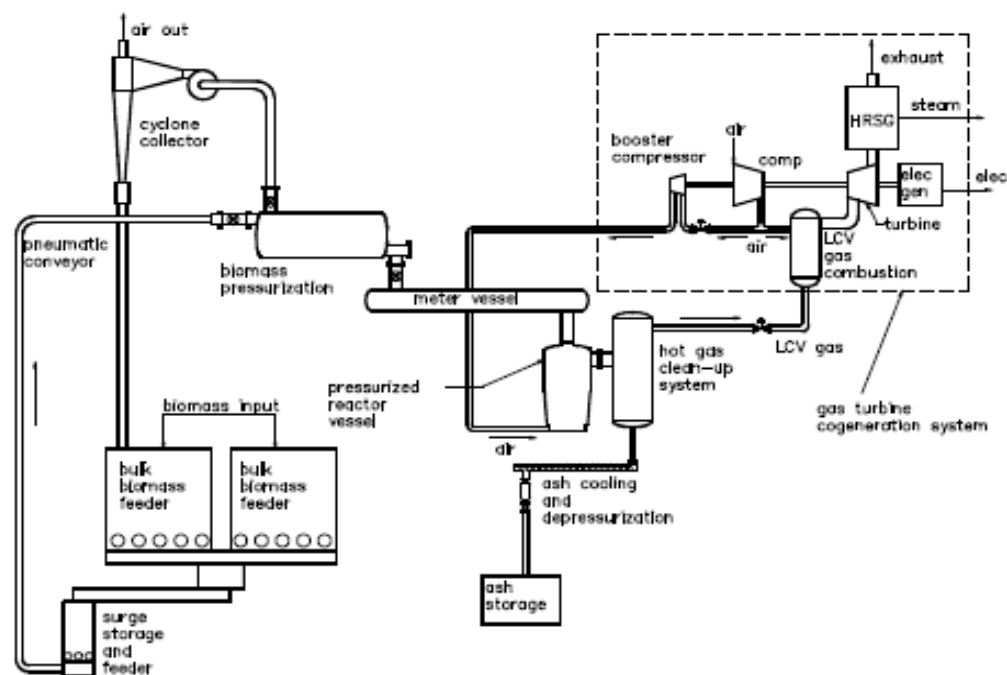 air out
exhaust
cyclone
collector
HRSG
steam
booster
compressor
air
comp
elec
gen
elec
pneumatic
conveyor
biomass
pressurization
air
LCV
gas
combustion
turbine
meter vessel
hot gas
clean-up
system
LCV gas
pressurized
reactor
vessel
gas turbine
cogeneration system
biomass input
air
bulk
biomass
feeder
bulk
biomass
feeder
ash cooling
and
depressurization
ash
storage
surge
storage
and
feeder